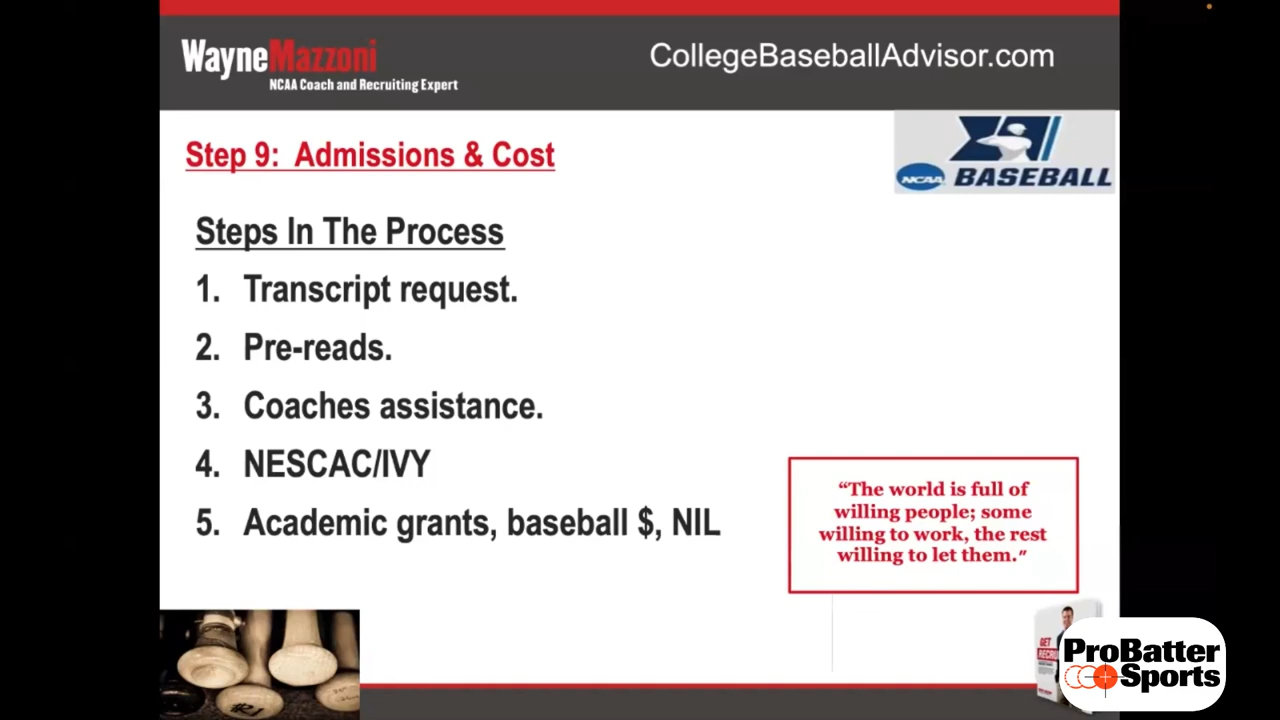 WayneMazzoni
NCAA Coach and Recruiting Expert
CollegeBaseballAdvisor.com
Step 9: Admissions & Cost
NCAA BASEBALL
Steps In The Process
1. Transcript request.
2. Pre-reads.
3. Coaches assistance.
4. NESCAC/IVY
5. Academic grants, baseball $, NIL
“The world is full of
willing people; some
willing to work, the rest
willing to let them.”
GET
ProBatter
Sports